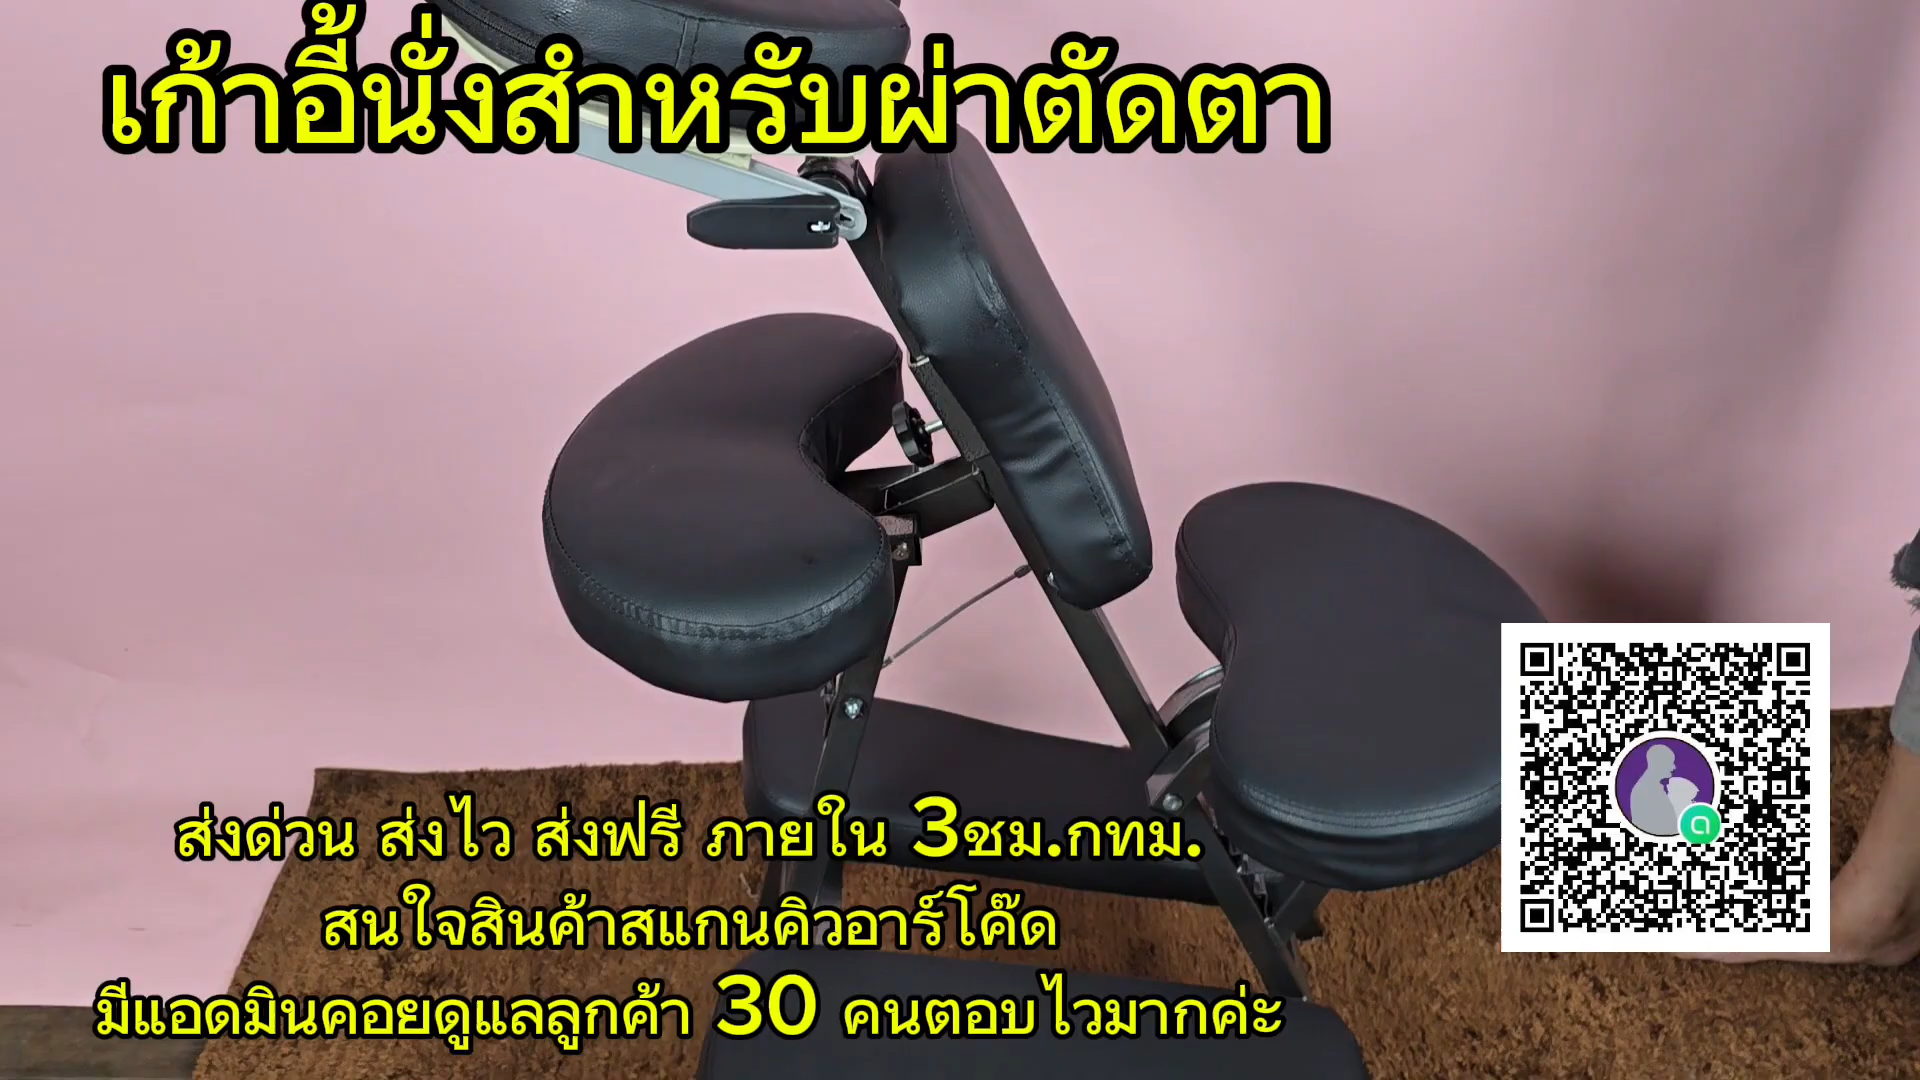 เก้าอี้นั่งสำหรับผ่าตัดตา
ส่งด่วน ส่งไว ส่งฟรี ภายใน 3ชม.กทม.
สนใจสินค้าสแกนคิวอาร์โค๊ด
มีแอดมินคอยดูแลลูกค้า 30 คนตอบไวมากค่ะ